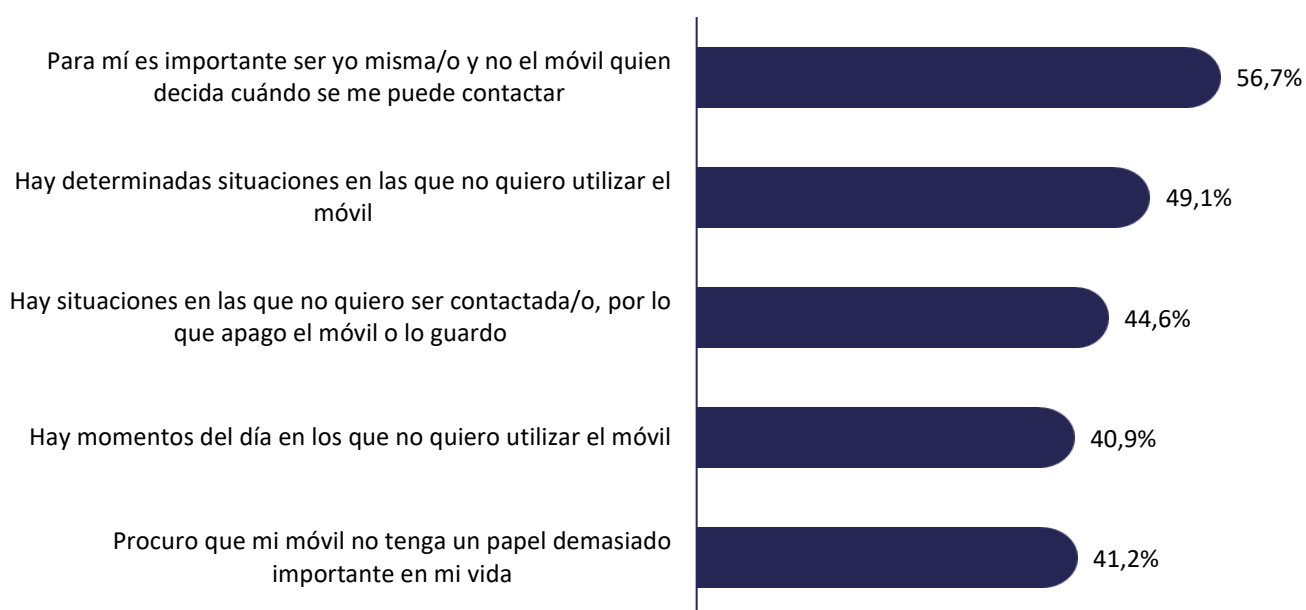 Para mí es importante ser yo misma/o y no el móvil quien
decida cuándo se me puede contactar
56,7%
Hay determinadas situaciones en las que no quiero utilizar el
móvil
49,1%
Hay situaciones en las que no quiero ser contactada/o, por lo
que apago el móvil o lo guardo
44,6%
Hay momentos del día en los que no quiero utilizar el móvil
40,9%
Procuro que mi móvil no tenga un papel demasiado
importante en mi vida
41,2%